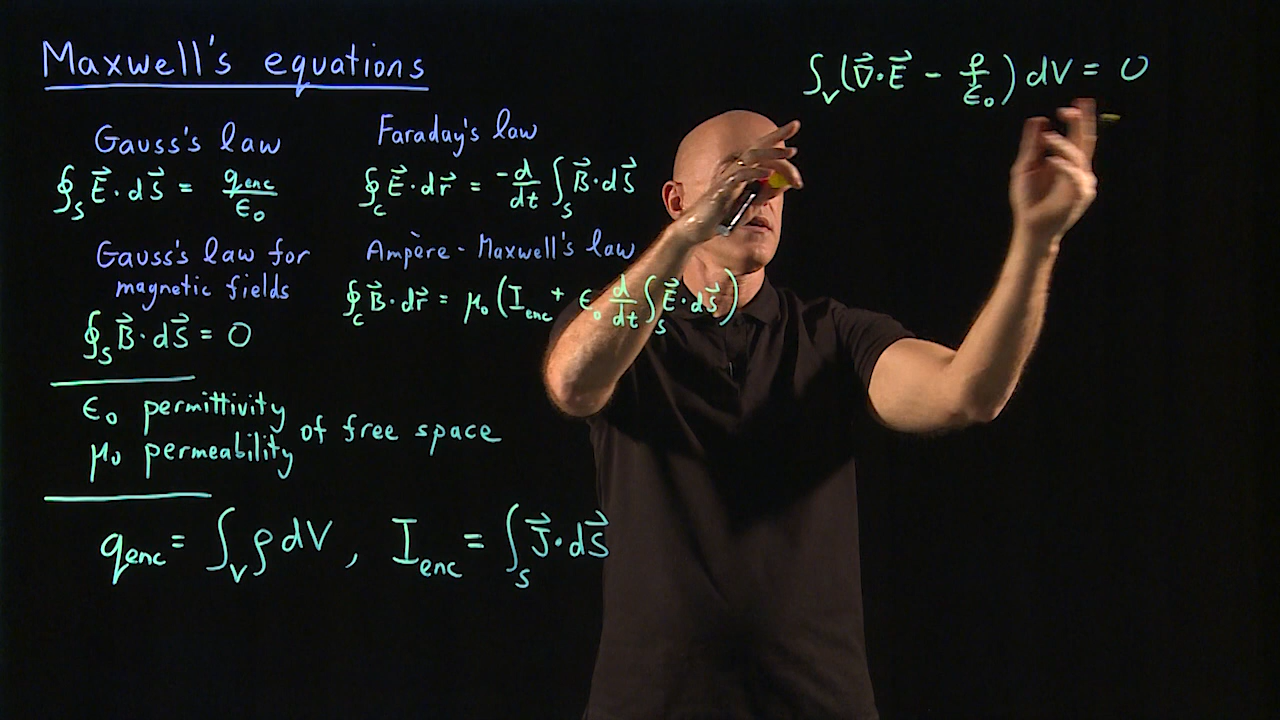 Maxwell's equations
Gauss's law
∮_S E⃗ · dS⃗ = q_enc/ϵ₀
Faraday's law
∮_C E⃗ · dr⃗ = -d/dt ∫_S B⃗ · dS⃗
Gauss's law for
magnetic fields
∮_S B⃗ · dS⃗ = 0
Ampère - Maxwell's law
∮_C B⃗ · dr⃗ = μ₀ (I_enc + ϵ₀ d/dt ∫_S E⃗ · dS⃗)
ϵ₀ permittivity
μ₀ permeability
of free space
q_enc = ∫_V ρ dV , I_enc = ∫_S J⃗ · dS⃗
∫_V (∇⃗ · E⃗ - ρ/ϵ₀) dV = 0